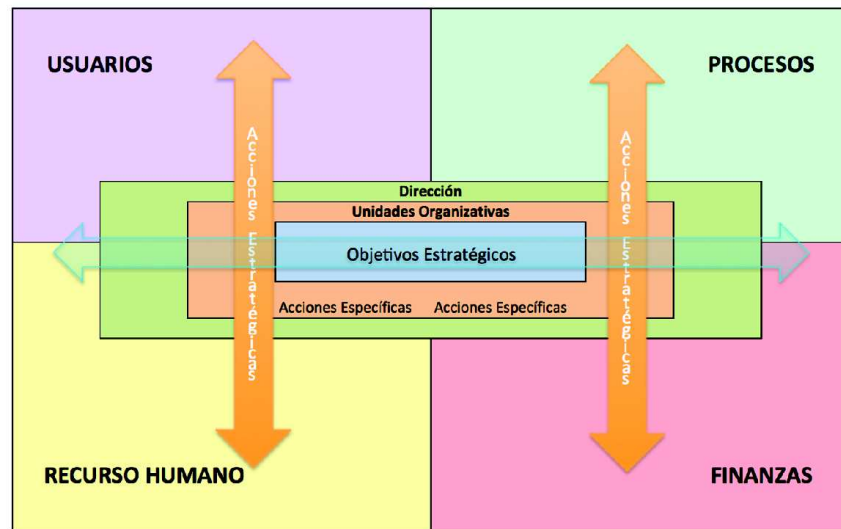 USUARIOS
PROCESOS
Acciones Estratégicas
Acciones Estratégicas
Dirección
Unidades Organizativas
Objetivos Estratégicos
Acciones Específicas Acciones Específicas
RECURSO HUMANO
FINANZAS